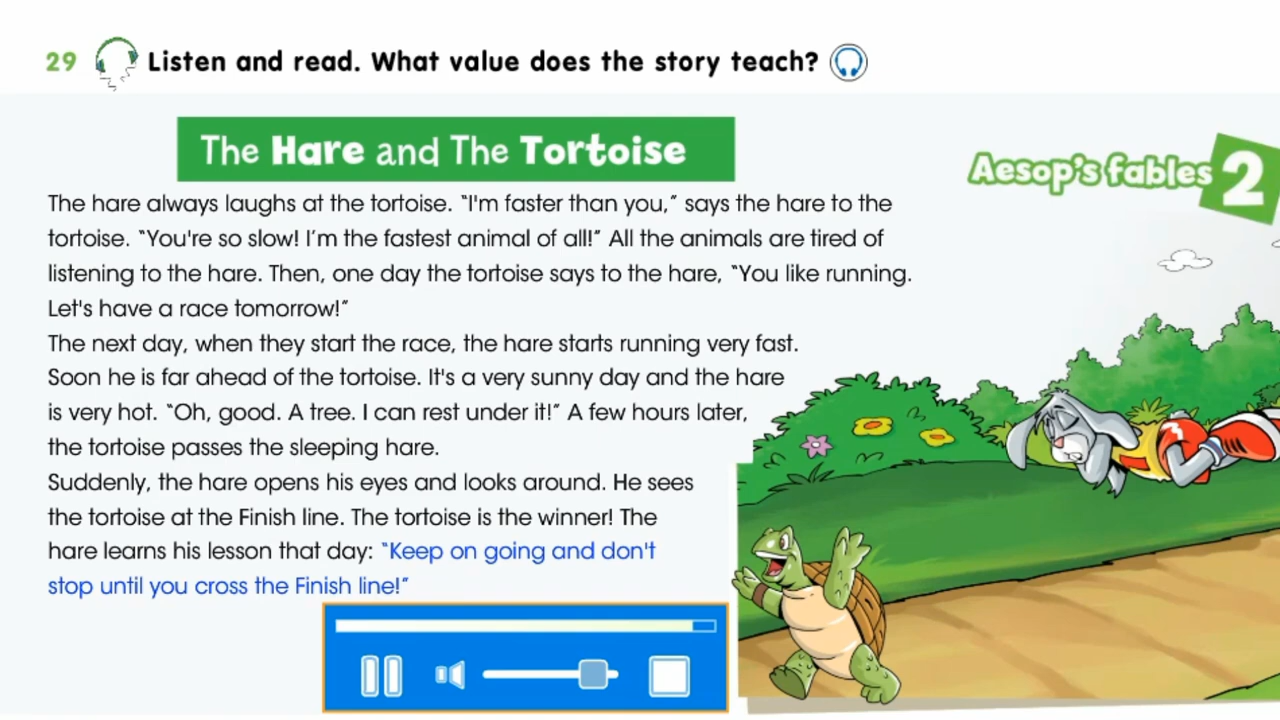 29 Listen and read. What value does the story teach?
The Hare and The Tortoise
Aesop's fables 2
The hare always laughs at the tortoise. "I'm faster than you," says the hare to the
tortoise. "You're so slow! I'm the fastest animal of all!" All the animals are tired of
listening to the hare. Then, one day the tortoise says to the hare, "You like running.
Let's have a race tomorrow!"
The next day, when they start the race, the hare starts running very fast.
Soon he is far ahead of the tortoise. It's a very sunny day and the hare
is very hot. "Oh, good. A tree. I can rest under it!" A few hours later,
the tortoise passes the sleeping hare.
Suddenly, the hare opens his eyes and looks around. He sees
the tortoise at the Finish line. The tortoise is the winner! The
hare learns his lesson that day: "Keep on going and don't
stop until you cross the Finish line!"